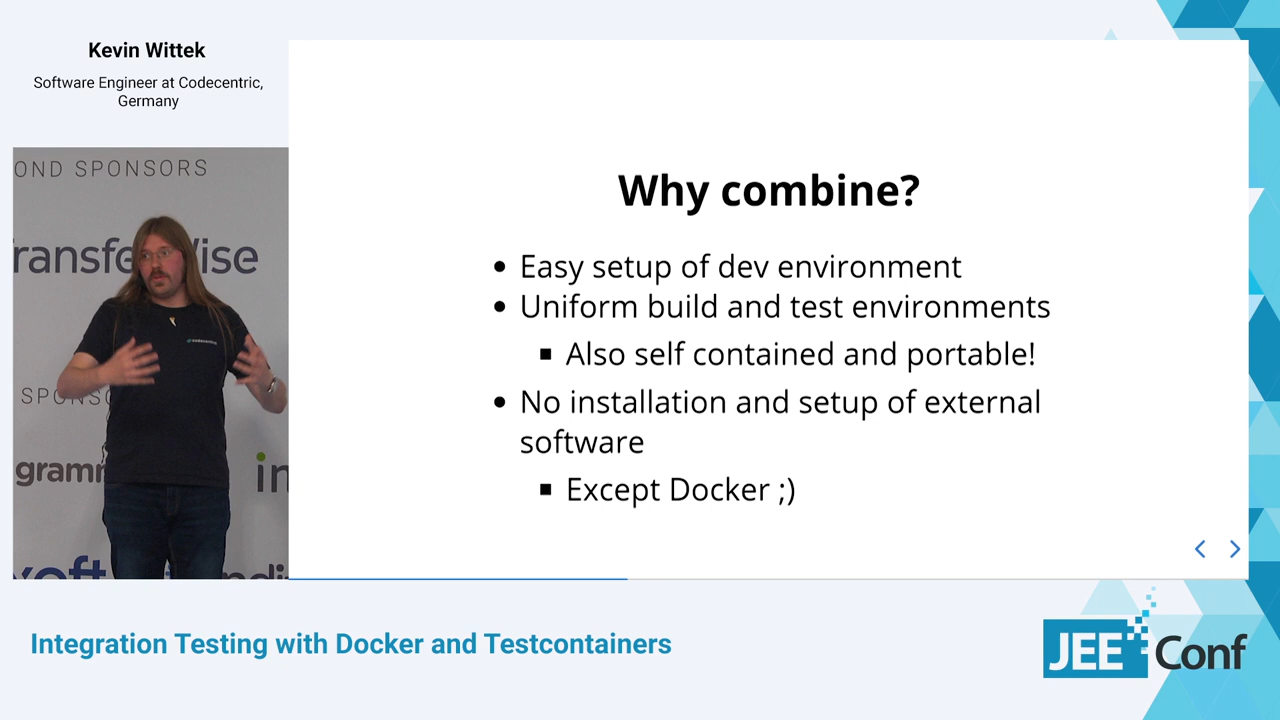 Kevin Wittek
Software Engineer at Codecentric,
Germany
OND SPONSORS
Why combine?
• Easy setup of dev environment
• Uniform build and test environments
▪ Also self contained and portable!
• No installation and setup of external
software
▪ Except Docker ;)
Integration Testing with Docker and Testcontainers
JEE Conf